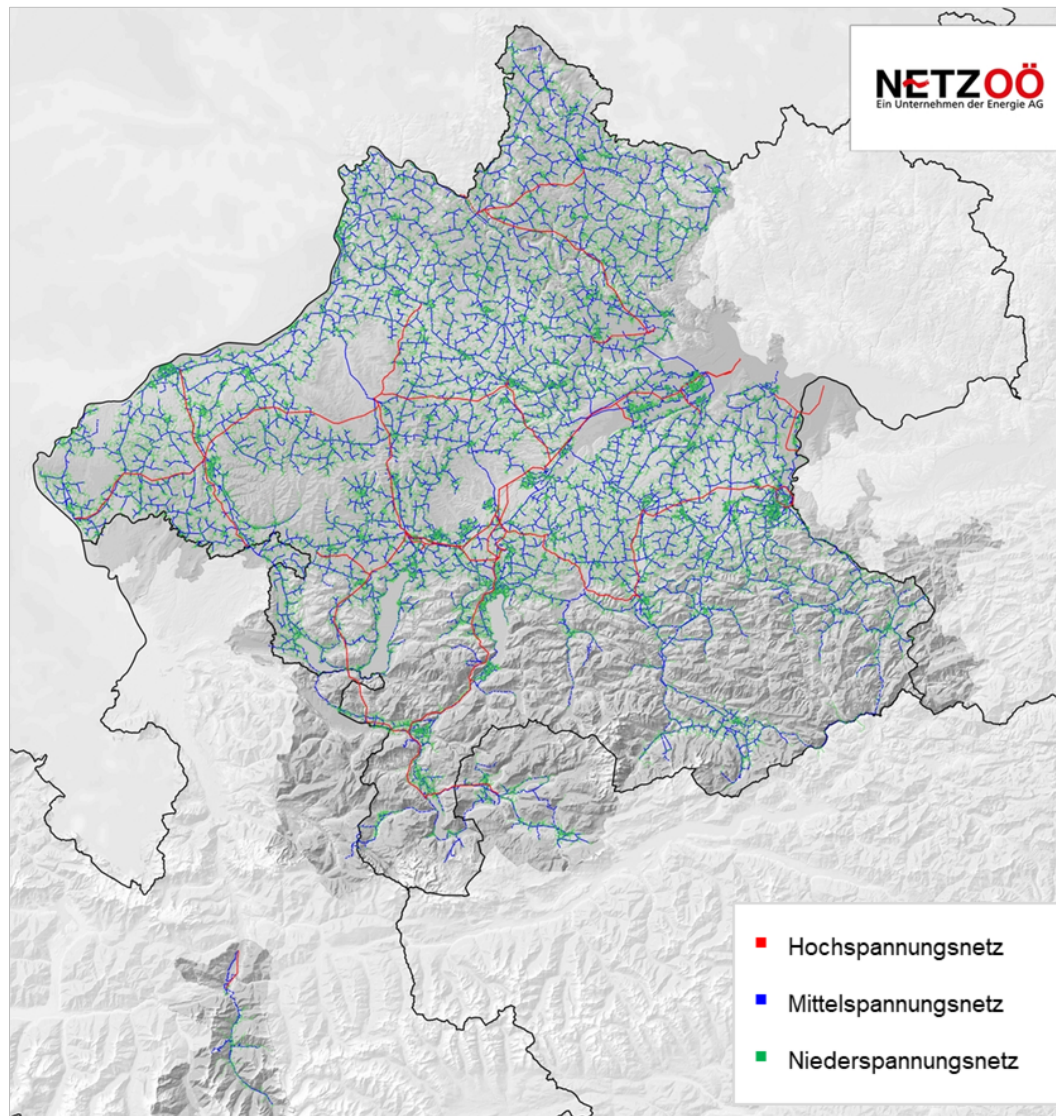 NETZOÖ
Ein Unternehmen der Energie AG
Hochspannungsnetz
Mittelspannungsnetz
Niederspannungsnetz